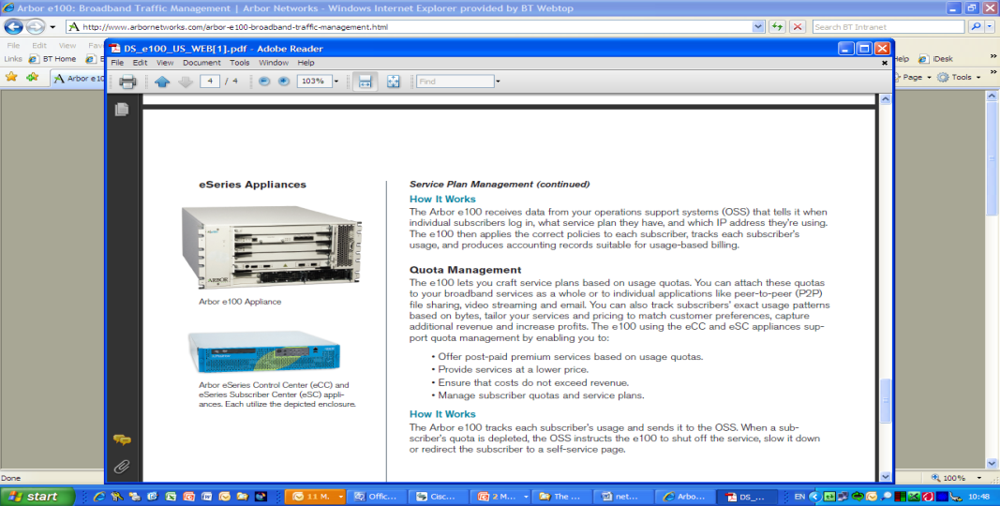 Arbor e100: Broadband Traffic Management | Arbor Networks - Windows Internet Explorer provided by BT Webtop
http://www.arbornetworks.com/arbor-e100-broadband-traffic-management.html
Search BT Intranet
File Edit View
Links BT Home
Help iDesk
Arbor e10
Page Tools
DS_e100_US_WEB[1].pdf - Adobe Reader
File Edit View Document Tools Window Help
4 / 4 103% Find
eSeries Appliances
ARBOR
Arbor e100 Appliance
Arbor eSeries Control Center (eCC) and
eSeries Subscriber Center (eSC) appli-
ances. Each utilize the depicted enclosure.
Service Plan Management (continued)
How It Works
The Arbor e100 receives data from your operations support systems (OSS) that tells it when
individual subscribers log in, what service plan they have, and which IP address they're using.
The e100 then applies the correct policies to each subscriber, tracks each subscriber's
usage, and produces accounting records suitable for usage-based billing.
Quota Management
The e100 lets you craft service plans based on usage quotas. You can attach these quotas
to your broadband services as a whole or to individual applications like peer-to-peer (P2P)
file sharing, video streaming and email. You can also track subscribers' exact usage patterns
based on bytes, tailor your services and pricing to match customer preferences, capture
additional revenue and increase profits. The e100 using the eCC and eSC appliances sup-
port quota management by enabling you to:
• Offer post-paid premium services based on usage quotas.
• Provide services at a lower price.
• Ensure that costs do not exceed revenue.
• Manage subscriber quotas and service plans.
How It Works
The Arbor e100 tracks each subscriber's usage and sends it to the OSS. When a sub-
scriber's quota is depleted, the OSS instructs the e100 to shut off the service, slow it down
or redirect the subscriber to a self-service page.
Done
100%
start 11 M... Offic... Cisc... 2 M... The ... net... Arbo... DS_... EN 10:48